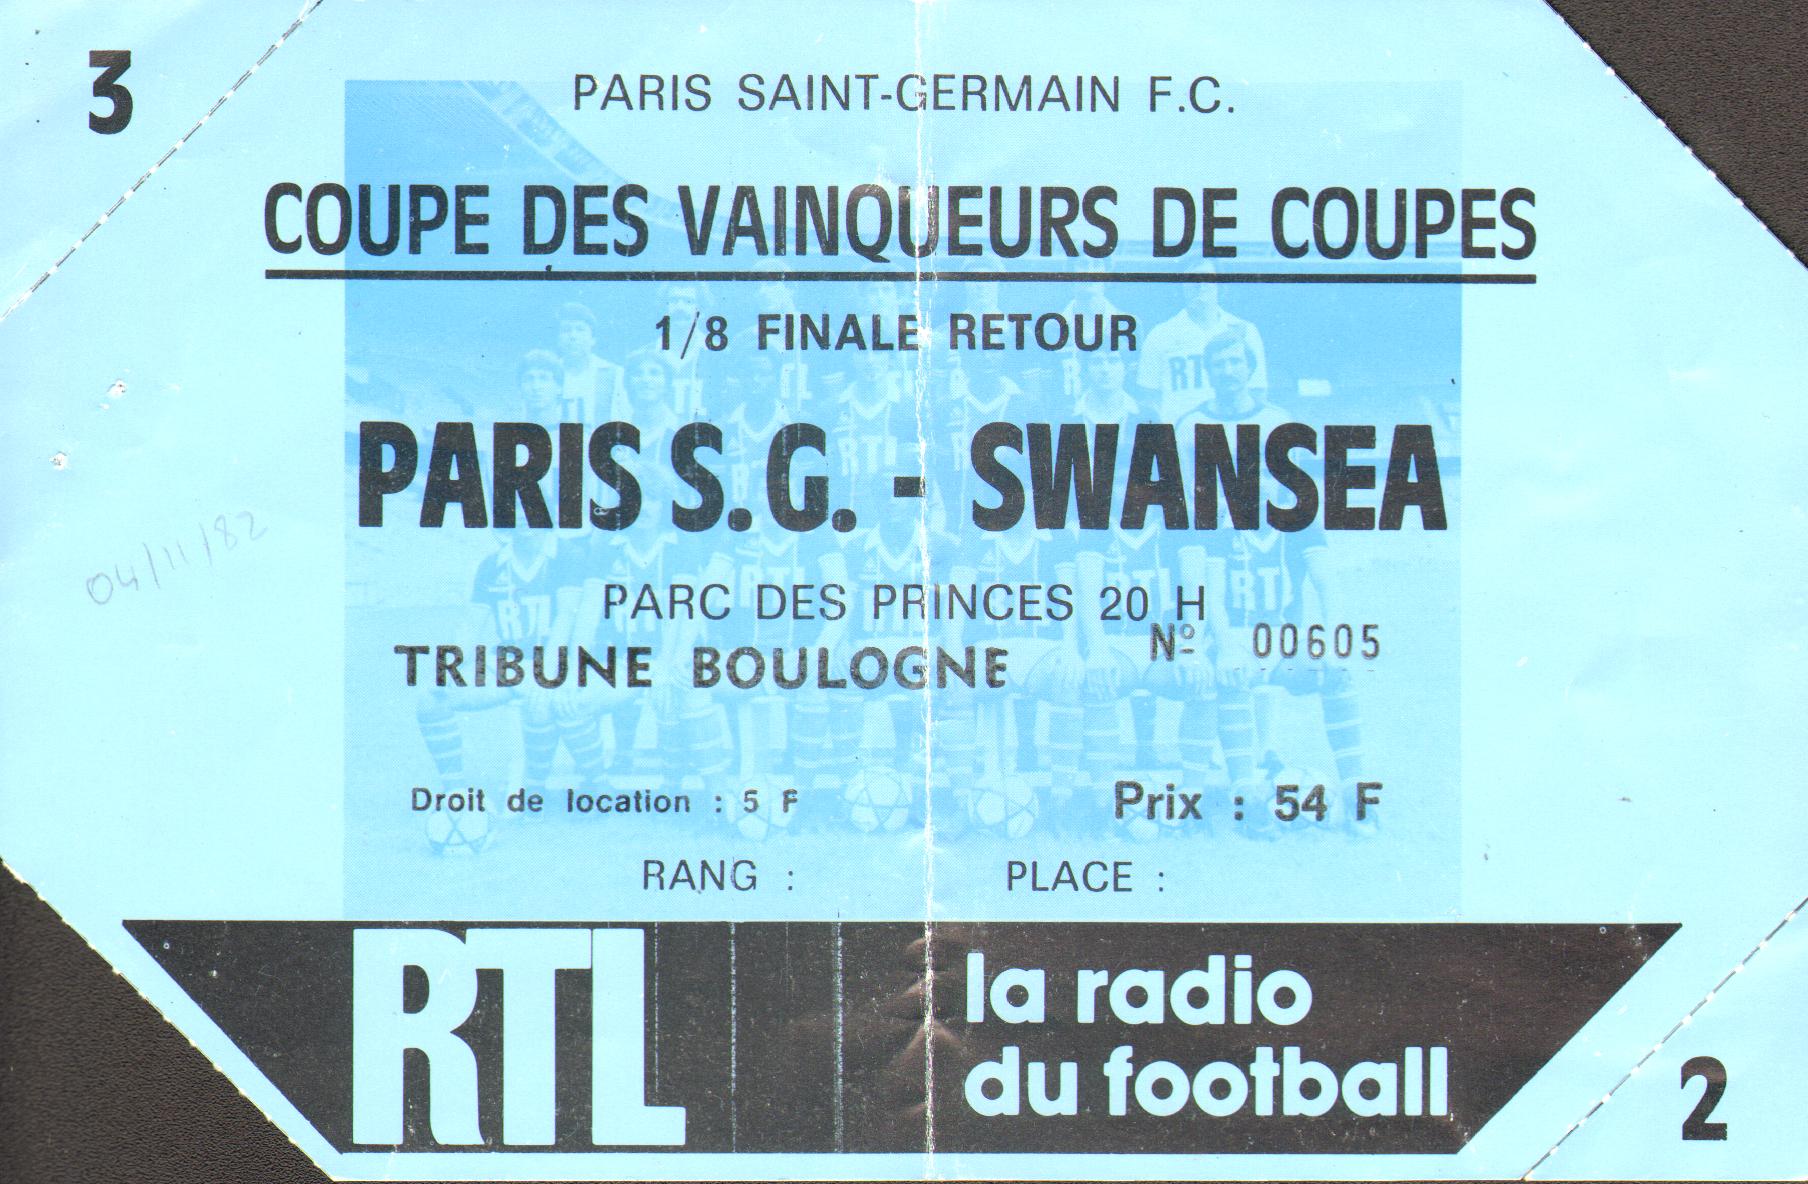 3
PARIS SAINT-GERMAIN F.C.
COUPE DES VAINQUEURS DE COUPES
1/8 FINALE RETOUR
PARIS S.G. - SWANSEA
04/11/82
PARC DES PRINCES 20 H
TRIBUNE BOULOGNE Nº 00605
Droit de location : 5 F Prix : 54 F
RANG : PLACE :
RTL la radio
du football
2